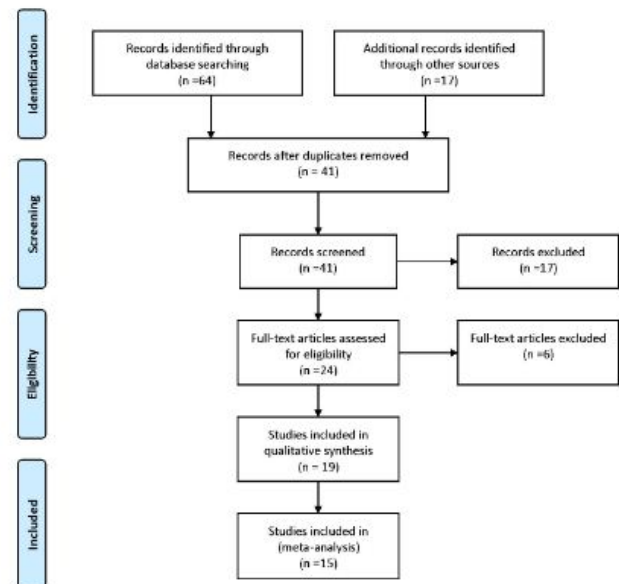 Identification
Records identified through
database searching
(n =64)
Additional records identified
through other sources
(n =17)
Records after duplicates removed
(n = 41)
Screening
Records screened
(n =41)
Records excluded
(n =17)
Eligibility
Full-text articles assessed
for eligibility
(n =24)
Full-text articles excluded
(n =6)
Studies included in
qualitative synthesis
(n = 19)
Included
Studies included in
(meta-analysis)
(n =15)